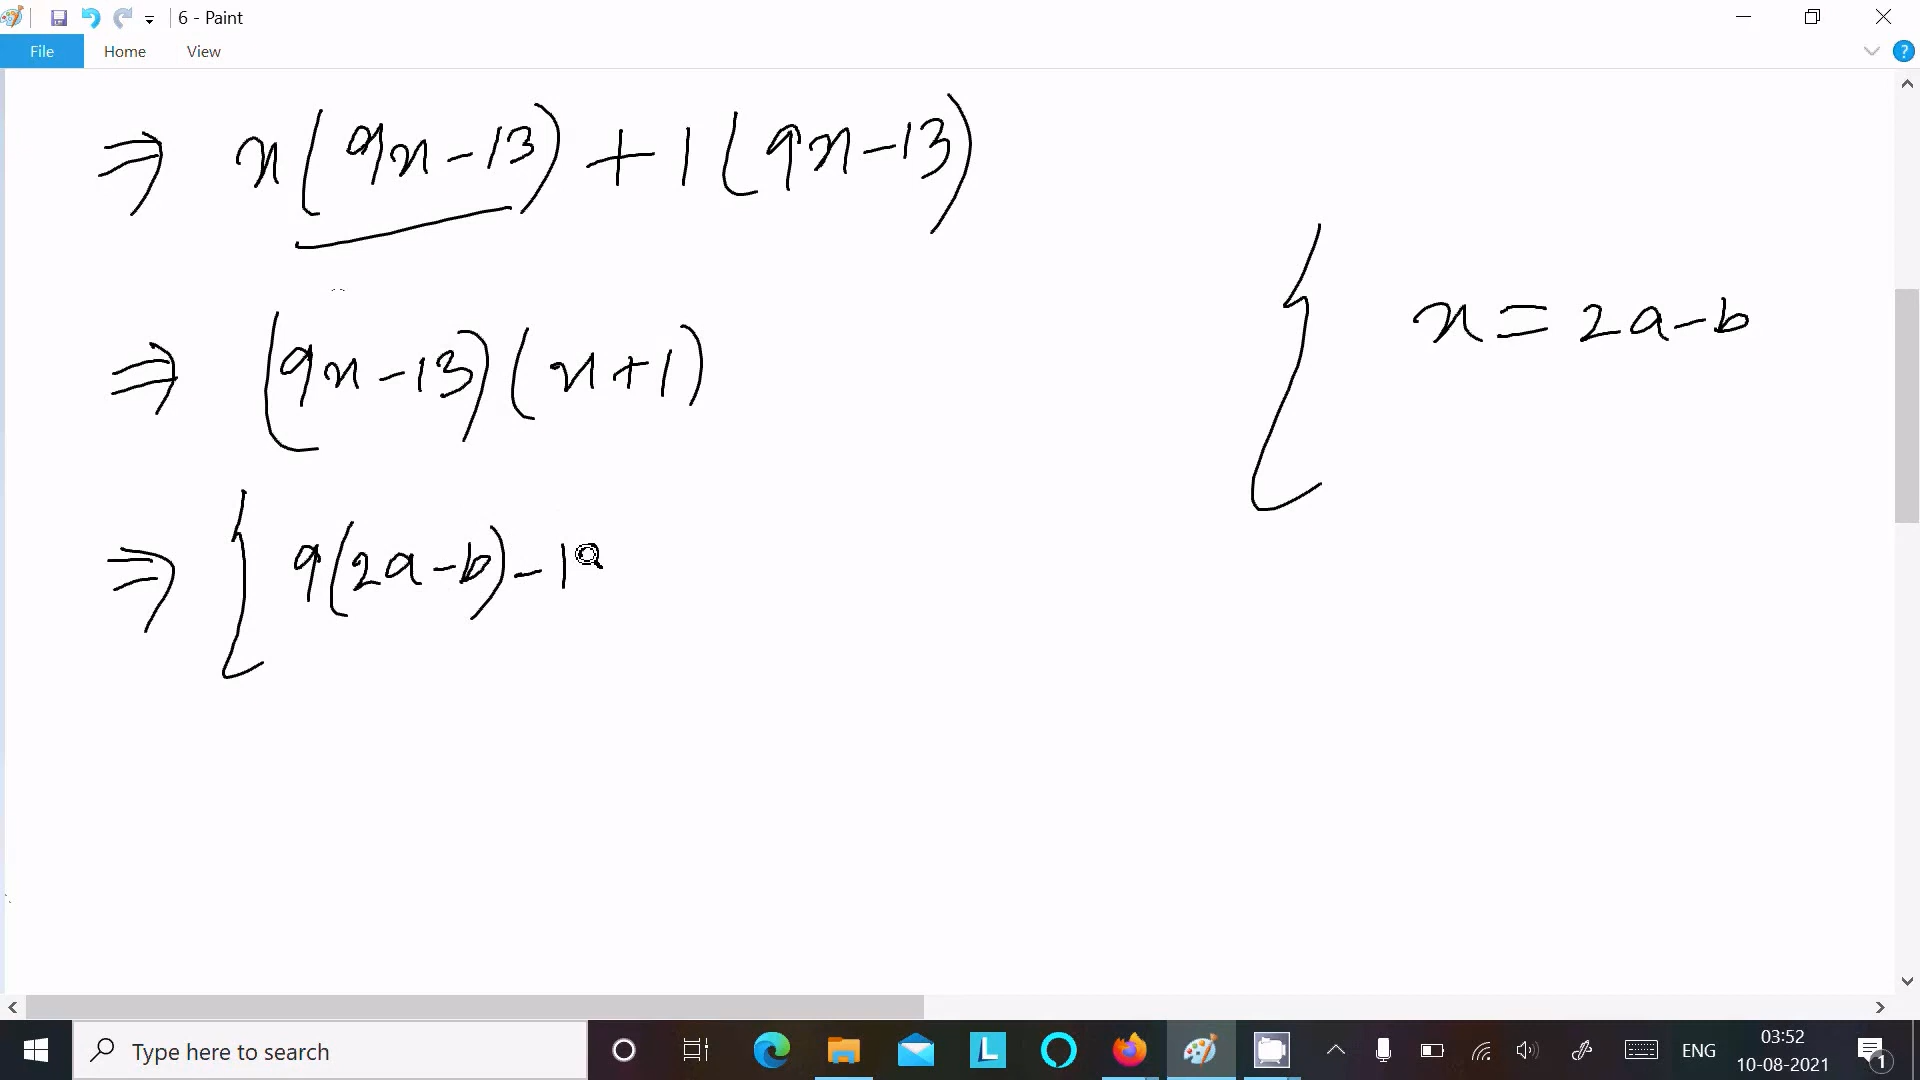 6 - Paint
File Home View
⇒ x(9x-13)+1(9x-13)
⇒ (9x-13)(x+1)
{ x=2a-b
⇒ { 9(2a-b)-1
Type here to search
ENG
03:52
10-08-2021
1